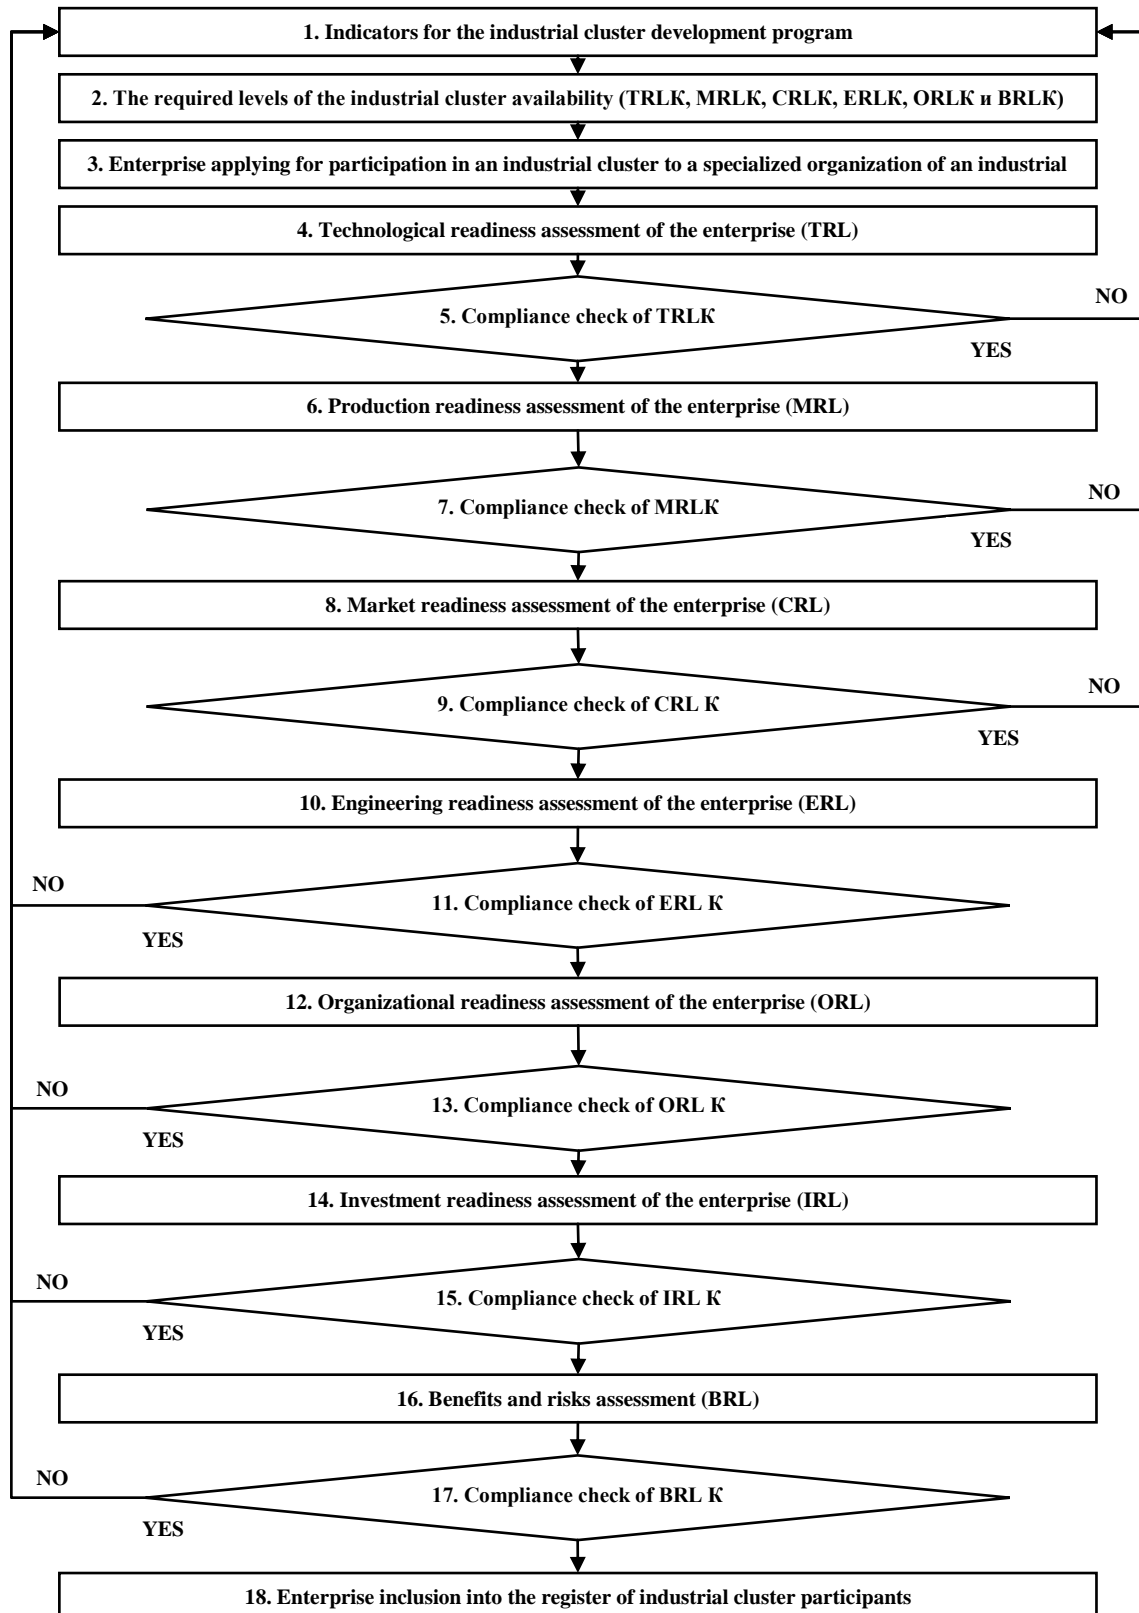 1. Indicators for the industrial cluster development program
2. The required levels of the industrial cluster availability (TRLК, MRLК, CRLК, ERLК, ORLК и BRLК)
3. Enterprise applying for participation in an industrial cluster to a specialized organization of an industrial
4. Technological readiness assessment of the enterprise (TRL)
NO
5. Compliance check of TRLК
YES
6. Production readiness assessment of the enterprise (MRL)
NO
7. Compliance check of MRLК
YES
8. Market readiness assessment of the enterprise (CRL)
NO
9. Compliance check of CRL К
YES
10. Engineering readiness assessment of the enterprise (ERL)
NO
11. Compliance check of ERL К
YES
12. Organizational readiness assessment of the enterprise (ORL)
NO
13. Compliance check of ORL К
YES
14. Investment readiness assessment of the enterprise (IRL)
NO
15. Compliance check of IRL К
YES
16. Benefits and risks assessment (BRL)
NO
17. Compliance check of BRL К
YES
18. Enterprise inclusion into the register of industrial cluster participants